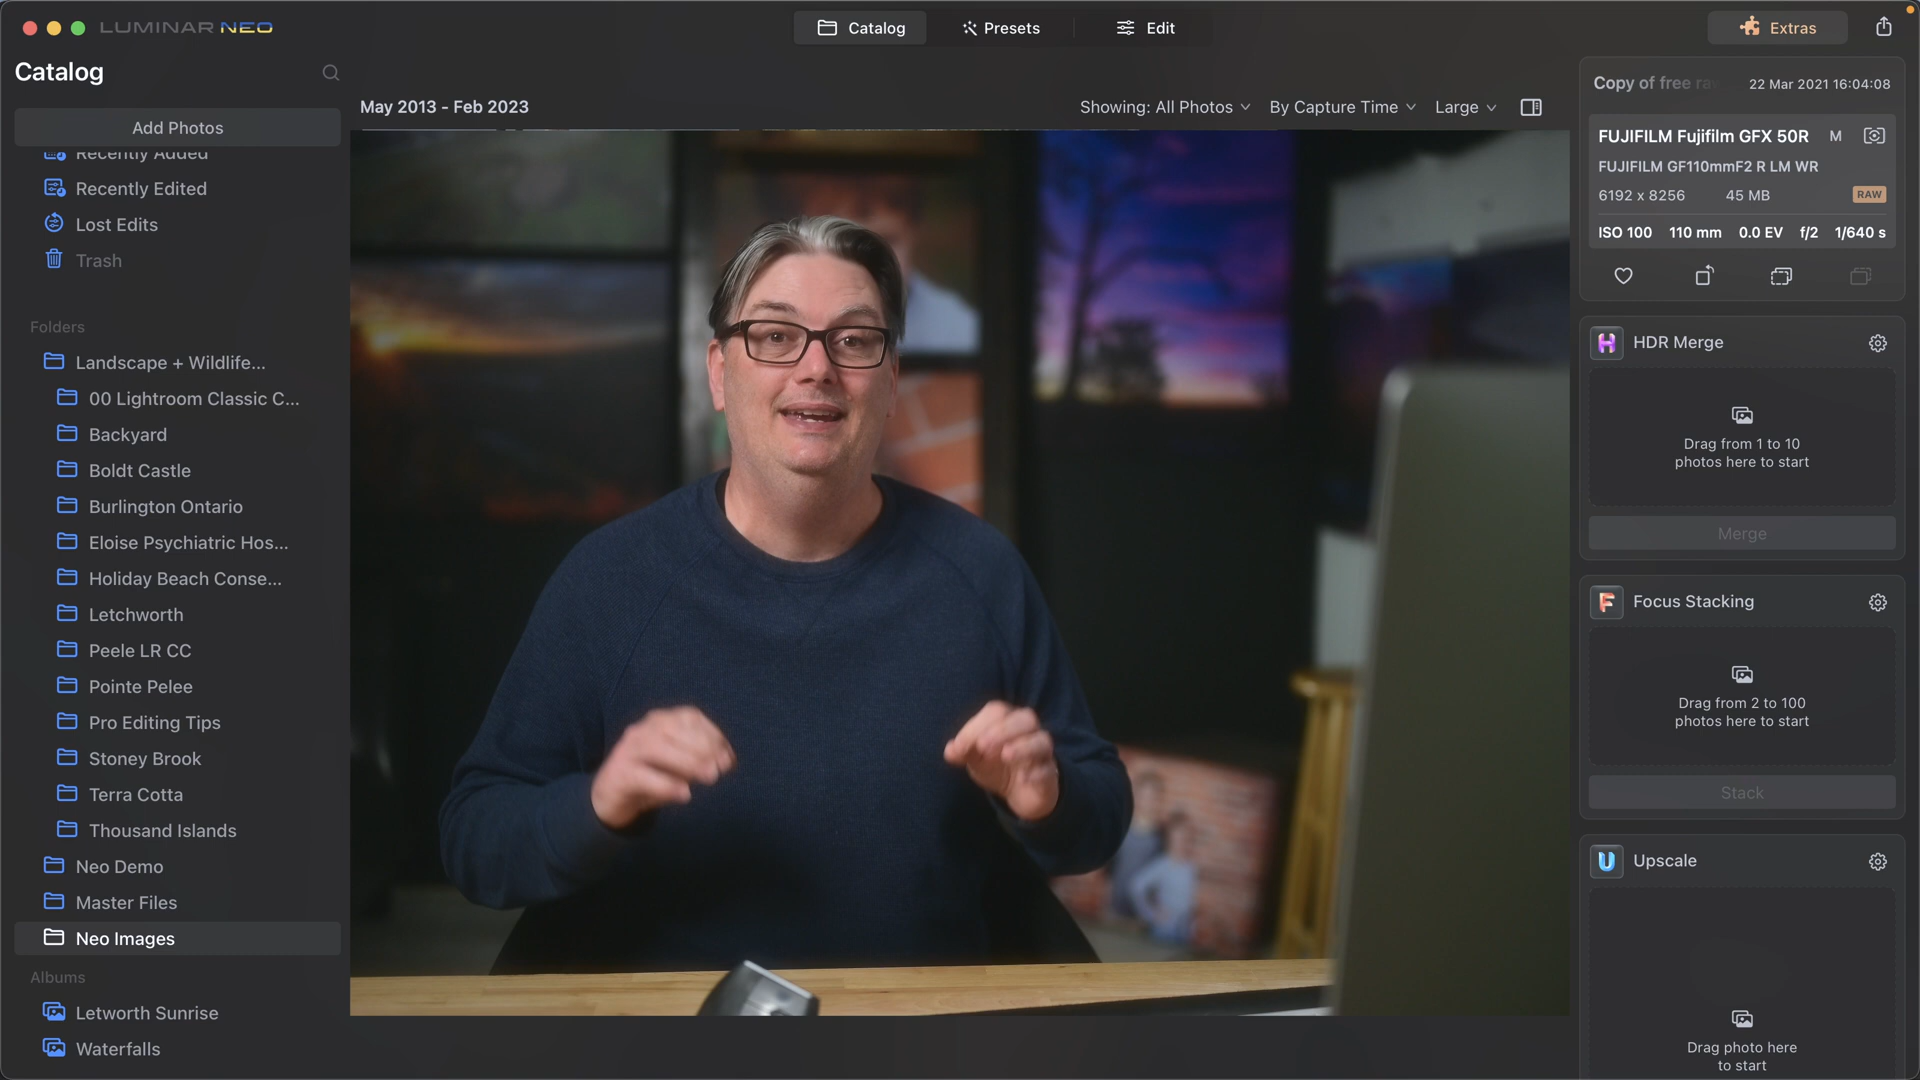 LUMINAR NEO
Catalog
Presets
Edit
Extras
Catalog
Add Photos
Recently Added
Recently Edited
Lost Edits
Trash
Folders
Landscape + Wildlife...
00 Lightroom Classic C...
Backyard
Boldt Castle
Burlington Ontario
Eloise Psychiatric Hos...
Holiday Beach Conse...
Letchworth
Peele LR CC
Pointe Pelee
Pro Editing Tips
Stoney Brook
Terra Cotta
Thousand Islands
Neo Demo
Master Files
Neo Images
Albums
Letworth Sunrise
Waterfalls
May 2013 - Feb 2023
Showing: All Photos
By Capture Time
Large
Copy of free 22 Mar 2021 16:04:08
FUJIFILM Fujifilm GFX 50R M
FUJIFILM GF110mmF2 R LM WR
6192 x 8256 45 MB RAW
ISO 100 110 mm 0.0 EV f/2 1/640 s
H HDR Merge
Drag from 1 to 10
photos here to start
Merge
F Focus Stacking
Drag from 2 to 100
photos here to start
Stack
U Upscale
Drag photo here
to start